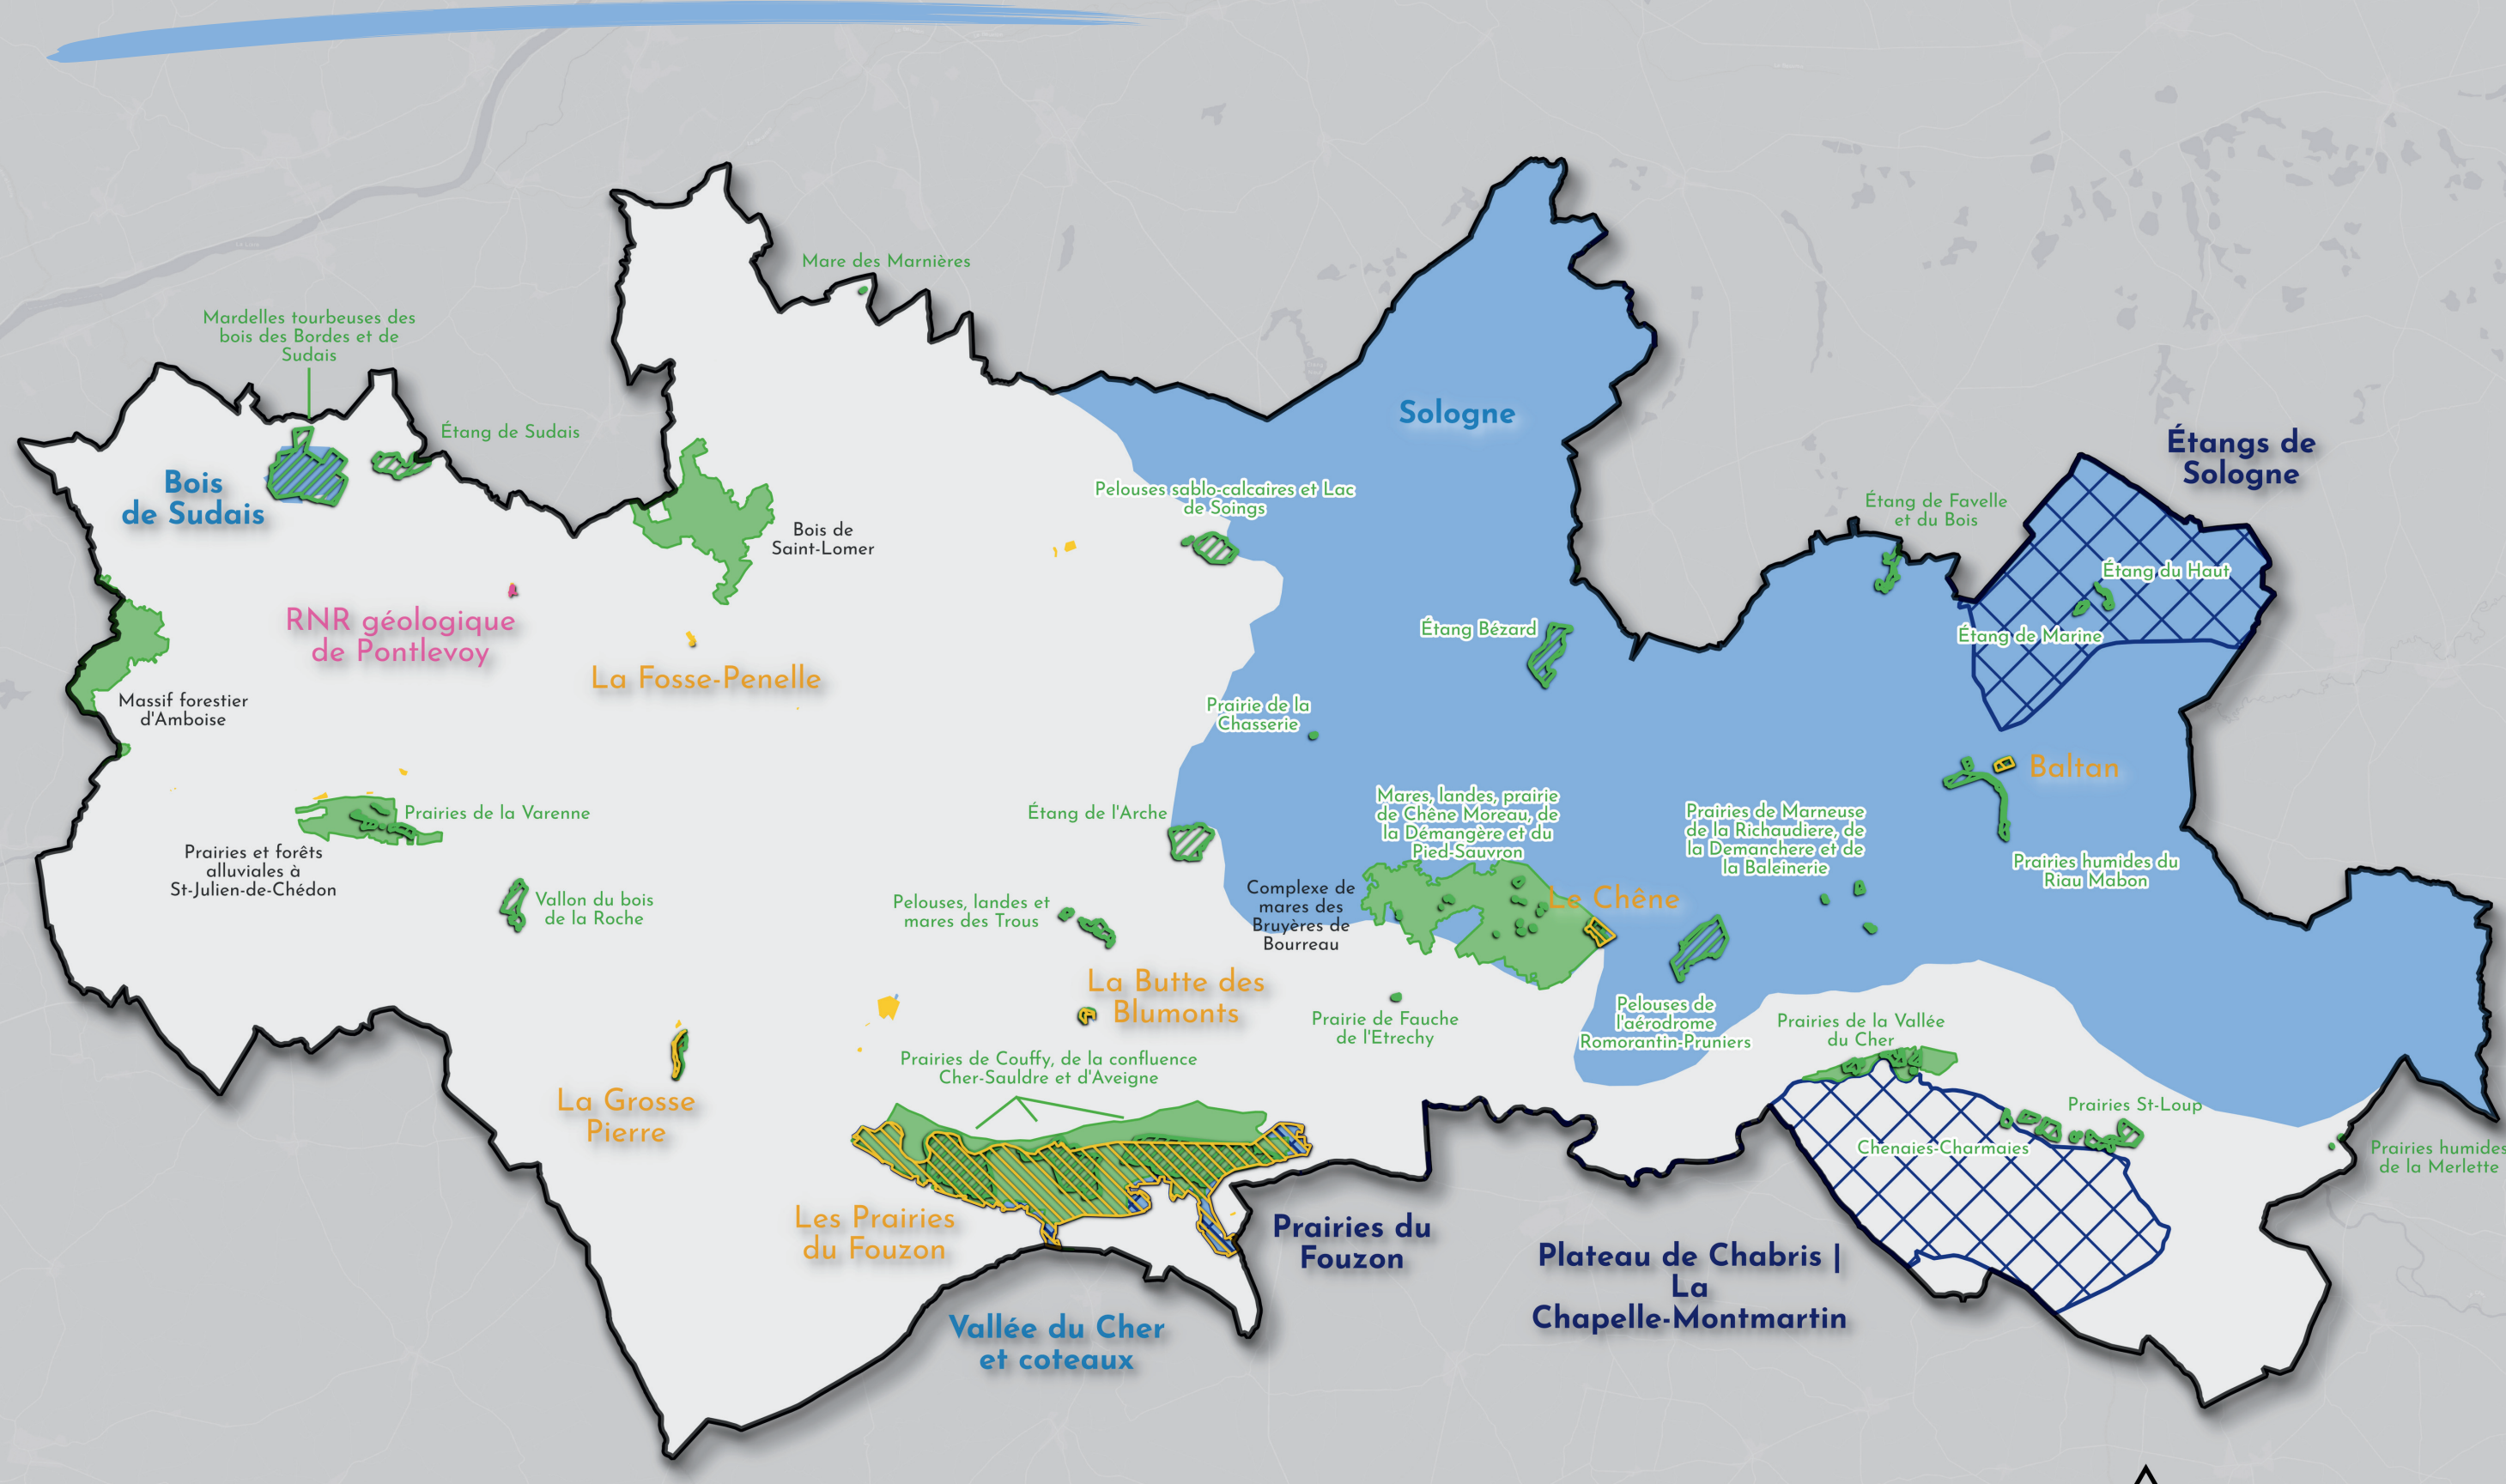 Mare des Marnières
Mardelles tourbeuses des
bois des Bordes et de
Sudais
Étang de Sudais
Bois
de Sudais
Sologne
Étangs de
Sologne
Pelouses sablo-calcaires et Lac
de Soings
Étang de Favelle
et du Bois
Bois de
Saint-Lomer
Étang du Haut
RNR géologique
de Pontlevoy
Étang Bézard
Étang de Marine
La Fosse-Penelle
Massif forestier
d'Amboise
Prairie de la
Chasserie
Baltan
Prairies de la Varenne
Étang de l'Arche
Mares, landes, prairie
de Chêne Moreau, de
la Démangère et du
Pied-Sauvron
Prairies de Marneuse
de la Richaudiere, de
la Demanchere et de
la Baleinerie
Prairies et forêts
alluviales à
St-Julien-de-Chédon
Prairies humides du
Riau Mabon
Vallon du bois
de la Roche
Pelouses, landes et
mares des Trous
Complexe de
mares des
Bruyères de
Bourreau
Le Chêne
La Butte des
Blumonts
Prairie de Fauche
de l'Etrechy
Pelouses de
l'aérodrome
Romorantin-Pruniers
Prairies de la Vallée
du Cher
Prairies de Couffy, de la confluence
Cher-Sauldre et d'Aveigne
La Grosse
Pierre
Prairies St-Loup
Chenaies-Charmaies
Prairies humides
de la Merlette
Les Prairies
du Fouzon
Prairies du
Fouzon
Plateau de Chabris |
La
Chapelle-Montmartin
Vallée du Cher
et coteaux